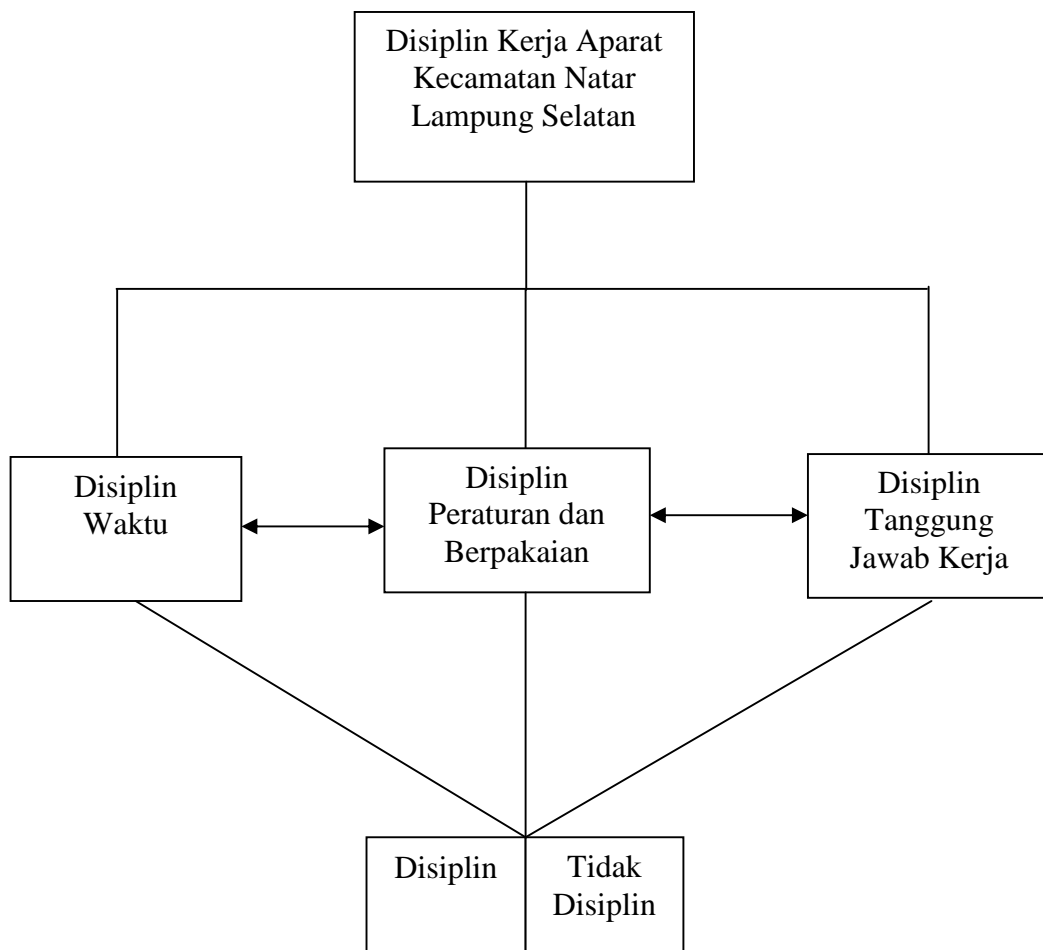 Disiplin Kerja Aparat
Kecamatan Natar
Lampung Selatan
Disiplin
Waktu
Disiplin
Peraturan dan
Berpakaian
Disiplin
Tanggung
Jawab Kerja
Disiplin
Tidak
Disiplin